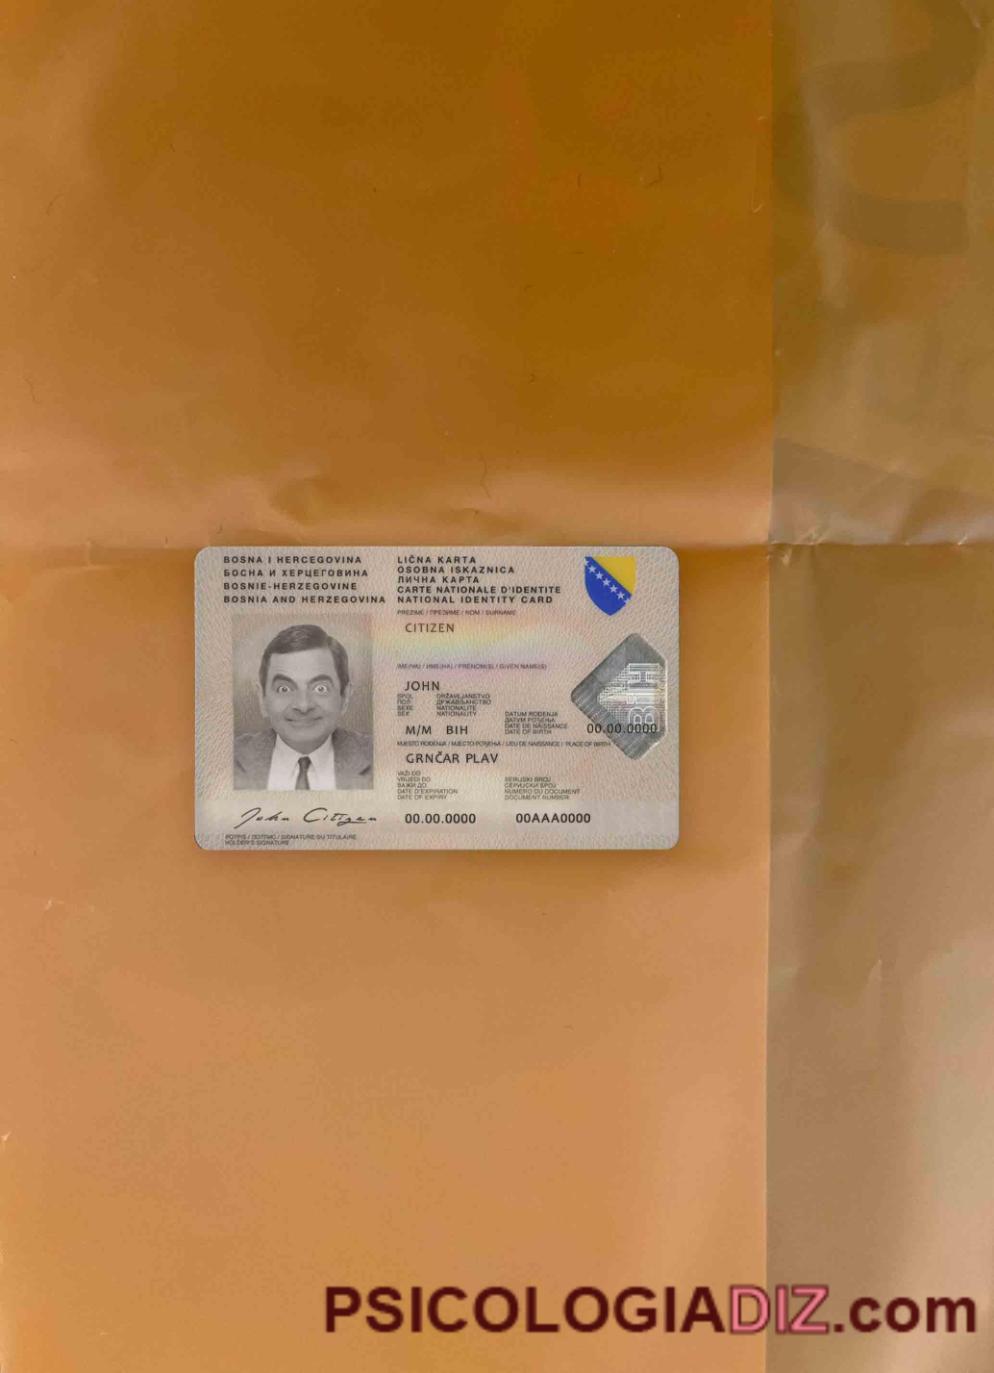 BOSNA I HERCEGOVINA
БОСНА И ХЕРЦЕГОВИНА
BOSNIE-HERZEGOVINE
BOSNIA AND HERZEGOVINA
LIČNA KARTA
OSOBNA ISKAZNICA
ЛИЧНА КАРТА
CARTE NATIONALE D'IDENTITE
NATIONAL IDENTITY CARD
PREZIME / ПРЕЗИМЕ / NOM / SURNAME
CITIZEN
IME(NA) / ИМЕ(НА) / PRÉNOM(S) / GIVEN NAME(S)
JOHN
SPOL
ПОЛ
SEXE
SEX
DRŽAVLJANSTVO
ДРЖАВЉАНСТВО
NATIONALITE
NATIONALITY
M/M BIH
DATUM ROĐENJA
ДАТУМ РОЂЕЊА
DATE DE NAISSANCE
DATE OF BIRTH
00.00.0000
BIH
MJESTO ROĐENJA / МЈЕСТО РОЂЕЊА / LIEU DE NAISSANCE / PLACE OF BIRTH
GRNČAR PLAV
VAŽI DO
VRIJEDI DO
ВАЖИ ДО
DATE D'EXPIRATION
DATE OF EXPIRY
00.00.0000
SERIJSKI BROJ
СЕРИЈСКИ БРОЈ
NUMERO DU DOCUMENT
DOCUMENT NUMBER
00AAA0000
John Citizen
POTPIS / ПОТПИС / SIGNATURE DU TITULAIRE
HOLDER'S SIGNATURE
PSICOLOGIADIZ.com